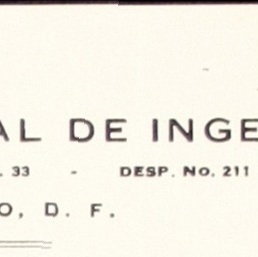 AL DE INGE
. 33 - DESP. No. 211
O, D. F.